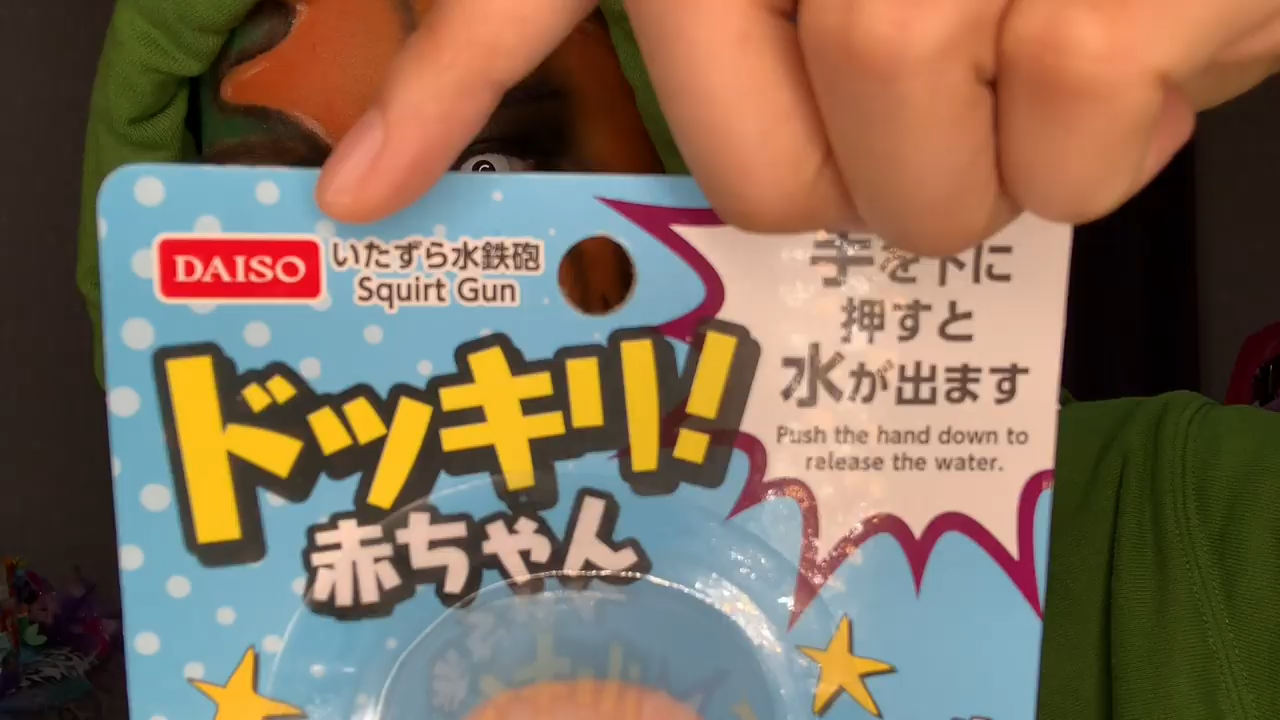 DAISO
いたずら水鉄砲
Squirt Gun
ドッキリ!
赤ちゃん
手を下に
押すと
水が出ます
Push the hand down to
release the water.